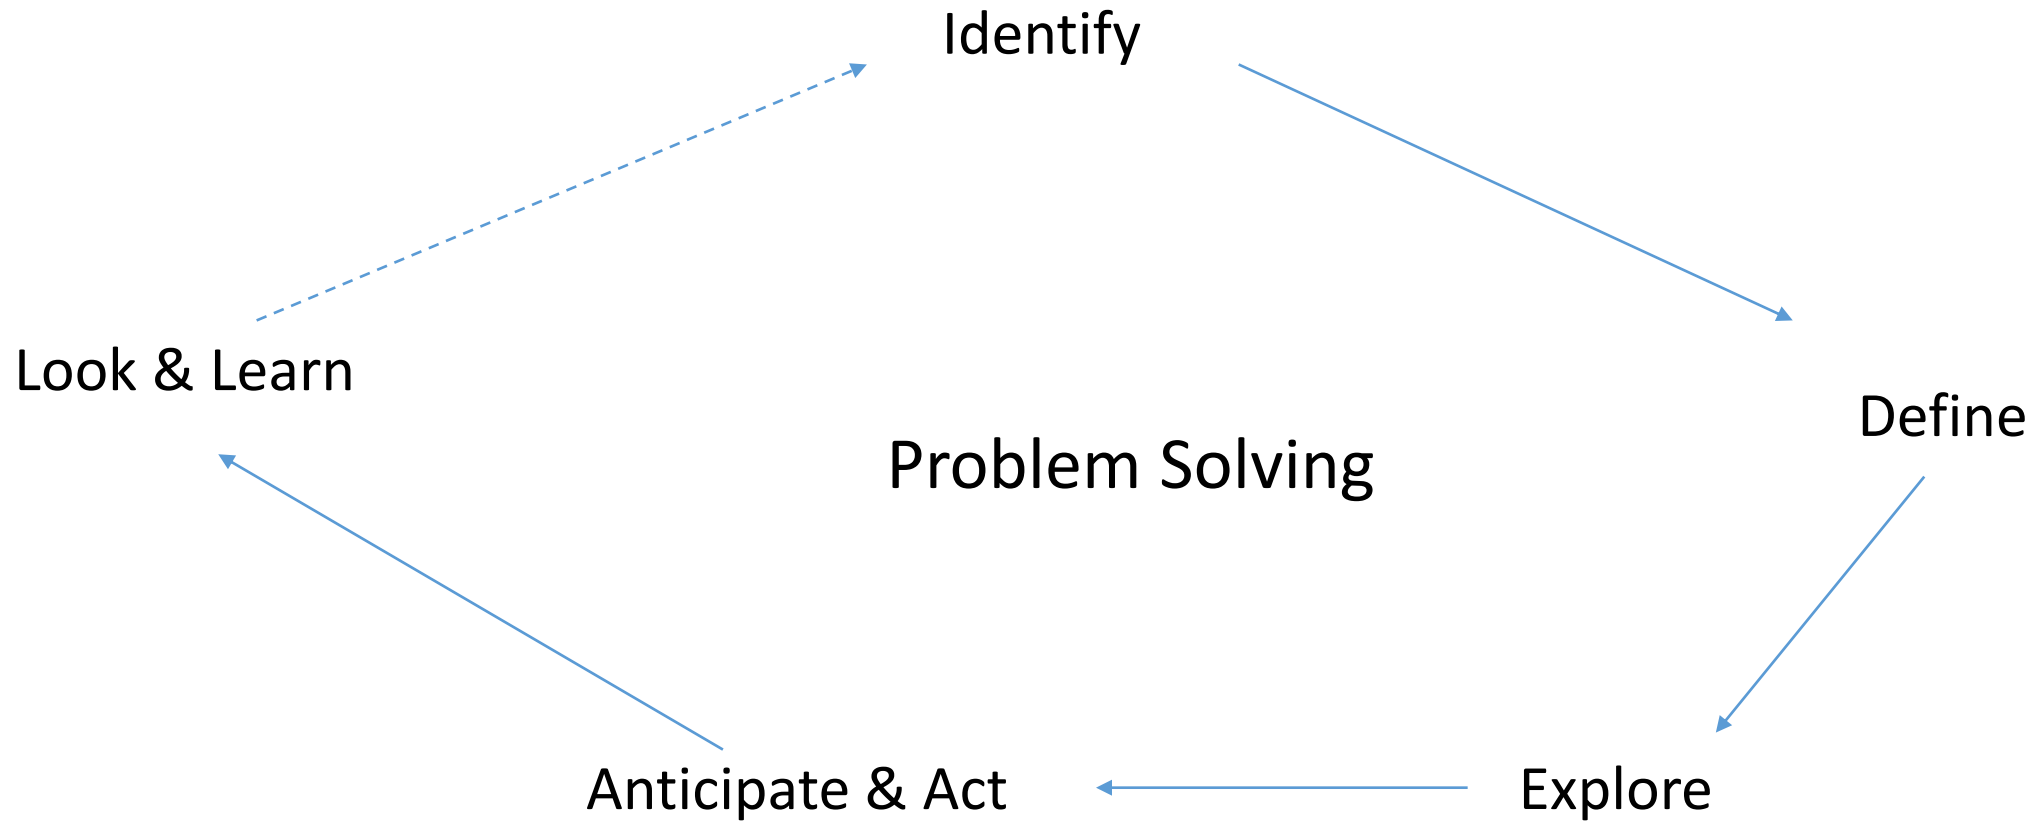 Identify
Define
Explore
Anticipate & Act
Look & Learn
Problem Solving